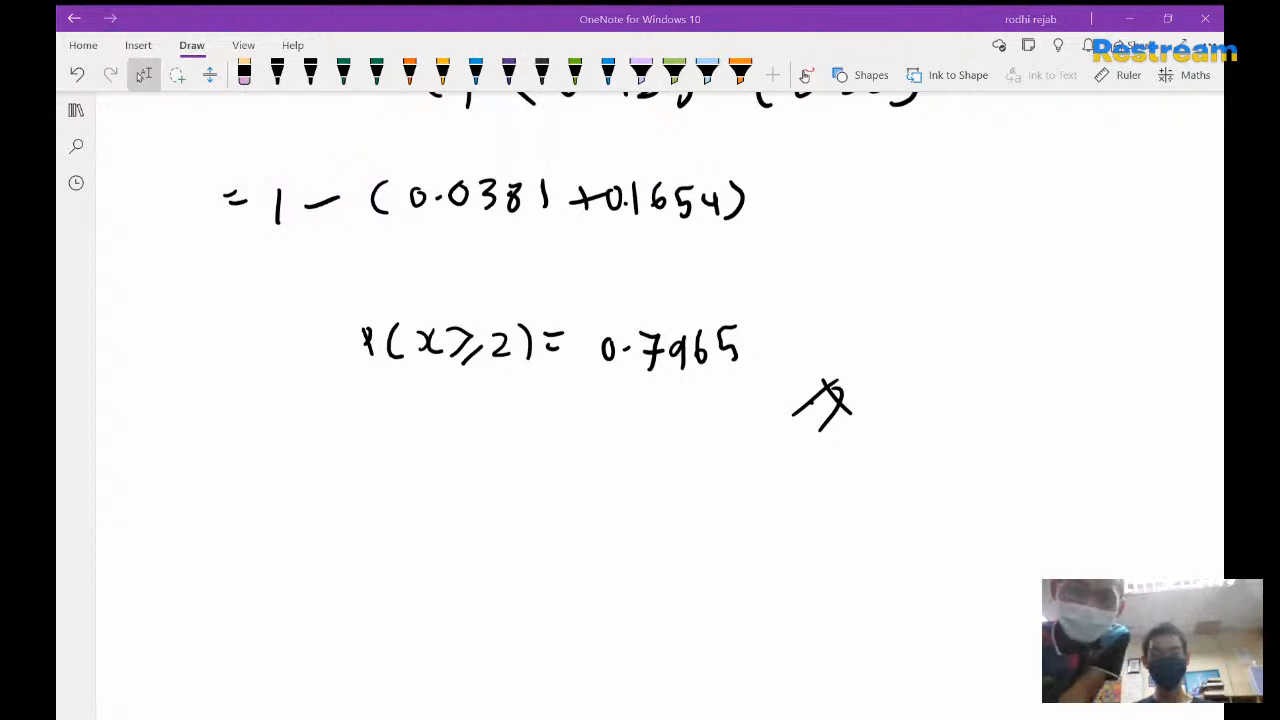 OneNote for Windows 10
rodhi rejab
Home Insert Draw View Help
Restream
Shapes Ink to Shape Ink to Text Ruler Maths
= 1 - (0.0381 + 0.1654)
P(x ≥ 2) = 0.7965